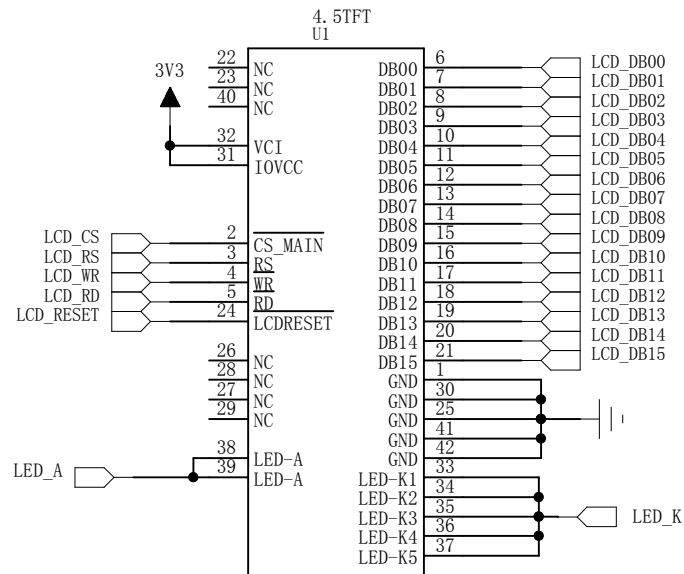 4.5TFT
U1
3V3
22 NC
23 NC
40 NC
32 VCI
31 IOVCC
LCD_CS 2 CS_MAIN
LCD_RS 3 RS
LCD_WR 4 WR
LCD_RD 5 RD
LCD_RESET 24 LCDRESET
26 NC
28 NC
27 NC
29 NC
38 LED-A
LED_A 39 LED-A
DB00 6 LCD_DB00
DB01 7 LCD_DB01
DB02 8 LCD_DB02
DB03 9 LCD_DB03
DB04 10 LCD_DB04
DB05 11 LCD_DB05
DB06 12 LCD_DB06
DB07 13 LCD_DB07
DB08 14 LCD_DB08
DB09 15 LCD_DB09
DB10 16 LCD_DB10
DB11 17 LCD_DB11
DB12 18 LCD_DB12
DB13 19 LCD_DB13
DB14 20 LCD_DB14
DB15 21 LCD_DB15
GND 1
GND 30
GND 25
GND 41
GND 42
LED-K1 33
LED-K2 34
LED-K3 35 LED_K
LED-K4 36
LED-K5 37